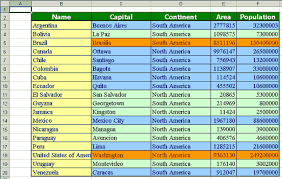 A B C D E F
1
2 Name Capital Continent Area Population
3 Argentina Buenos Aires South America 2777815 32300003
4 Bolivia La Paz South America 1098575 7300000
5 Brazil Brasilia South America 8511196 150400000
6 Canada Ottawa North America 9976147 26500000
7 Chile Santiago South America 756943 13200000
8 Colombia Bagota South America 1138907 33000000
9 Cuba Havana North America 114524 10600000
10 Ecuador Quito South America 455502 10600000
11 El Salvador San Salvador North America 20865 5300000
12 Guyana Georgetown South America 214969 800000
13 Jamaica Kingston North America 11424 2500000
14 Mexico Mexico City North America 1967180 88600000
15 Nicaragua Managua North America 139000 3900000
16 Paraguay Asuncion South America 406576 4660000
17 Peru Lima South America 1285215 21600000
18 United States of Amer Washington North America 9363130 249200000
19 Uruguay Montevideo South America 176140 3002000
20 Venezuela Caracas South America 912047 19700000